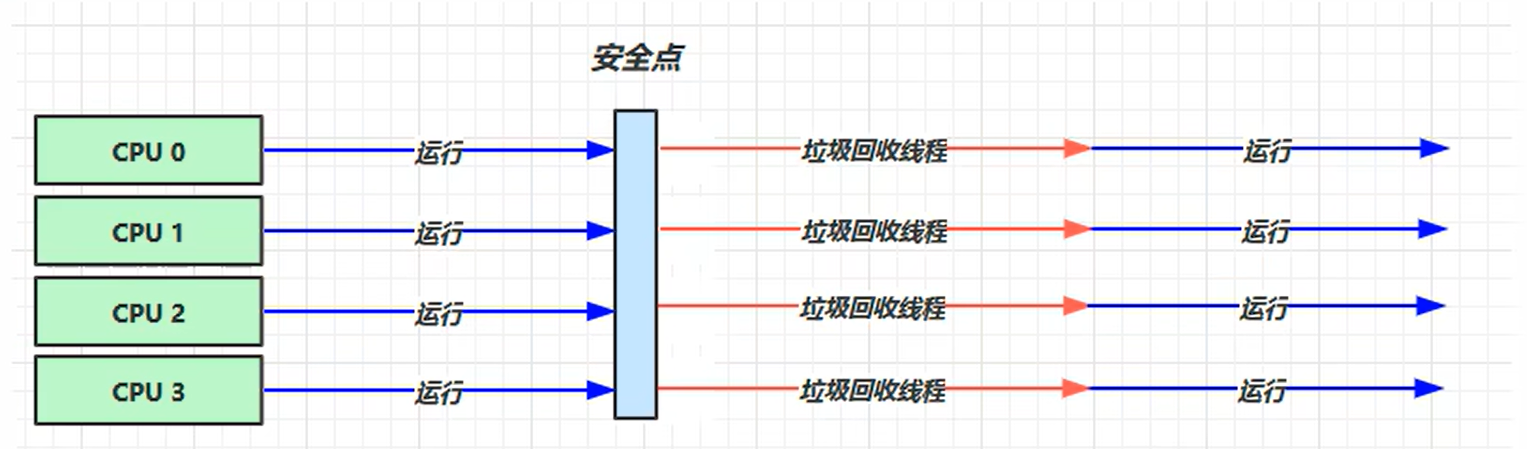 安全点
CPU 0 运行 垃圾回收线程 运行
CPU 1 运行 垃圾回收线程 运行
CPU 2 运行 垃圾回收线程 运行
CPU 3 运行 垃圾回收线程 运行